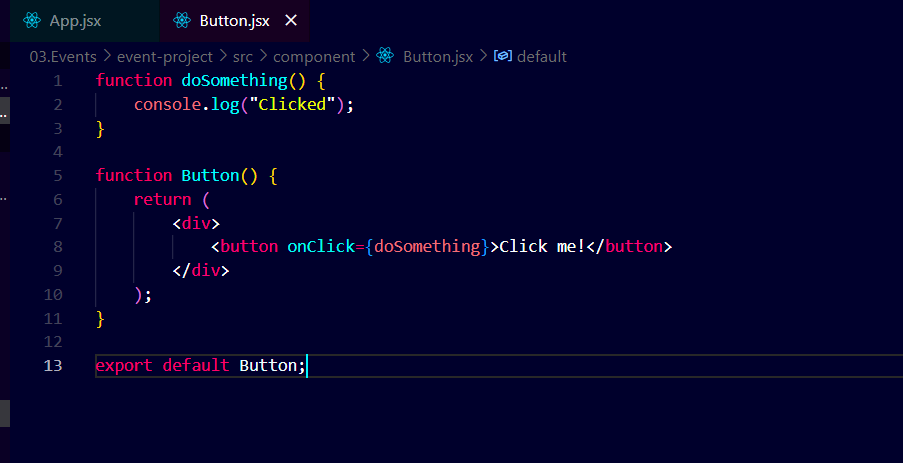 App.jsx
Button.jsx ×
03.Events > event-project > src > component > Button.jsx > default
1 function doSomething() {
2     console.log("Clicked");
3 }
4
5 function Button() {
6     return (
7         <div>
8             <button onClick={doSomething}>Click me!</button>
9         </div>
10     );
11 }
12
13 export default Button;